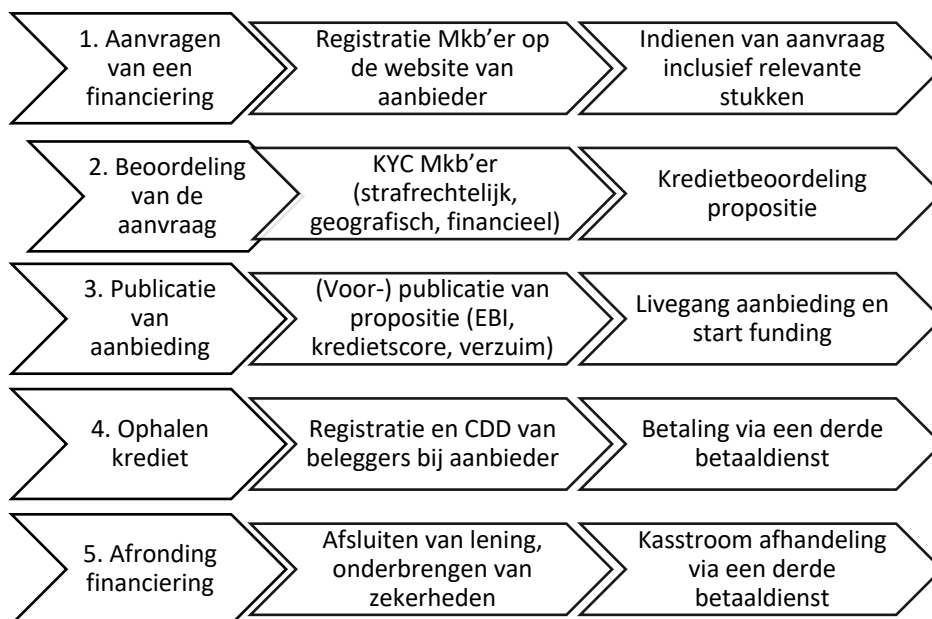 1. Aanvragen
van een
financiering
Registratie Mkb’er op
de website van
aanbieder
Indienen van aanvraag
inclusief relevante
stukken
2. Beoordeling
van de
aanvraag
KYC Mkb’er
(strafrechtelijk,
geografisch, financieel)
Kredietbeoordeling
propositie
3. Publicatie
van
aanbieding
(Voor-) publicatie van
propositie (EBI,
kredietscore, verzuim)
Livegang aanbieding en
start funding
4. Ophalen
krediet
Registratie en CDD van
beleggers bij aanbieder
Betaling via een derde
betaaldienst
5. Afronding
financiering
Afsluiten van lening,
onderbrengen van
zekerheden
Kasstroom afhandeling
via een derde
betaaldienst